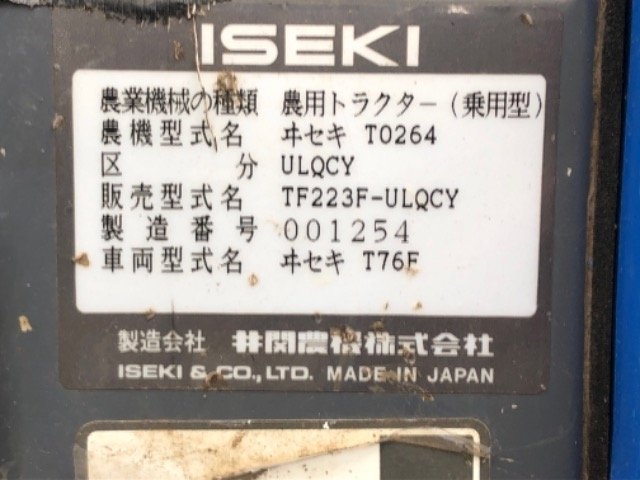 ISEKI
農業機械の種類 農用トラクター(乗用型)
農機型式名 ヰセキ T0264
区分 ULQCY
販売型式名 TF223F-ULQCY
製造番号 001254
車両型式名 ヰセキ T76F
製造会社 井関農機株式会社
ISEKI & CO., LTD. MADE IN JAPAN